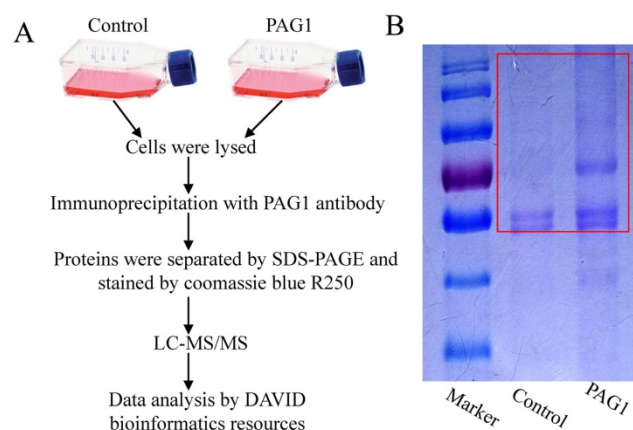 A
Control
PAG1
Cells were lysed
Immunoprecipitation with PAG1 antibody
Proteins were separated by SDS-PAGE and
stained by coomassie blue R250
LC-MS/MS
Data analysis by DAVID
bioinformatics resources
B
Marker
Control
PAG1